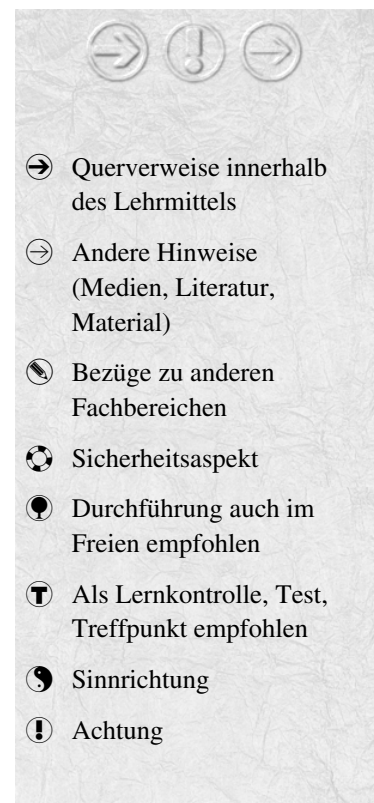 Querverweise innerhalb
des Lehrmittels
Andere Hinweise
(Medien, Literatur,
Material)
Bezüge zu anderen
Fachbereichen
Sicherheitsaspekt
Durchführung auch im
Freien empfohlen
T Als Lernkontrolle, Test,
Treffpunkt empfohlen
Sinnrichtung
! Achtung